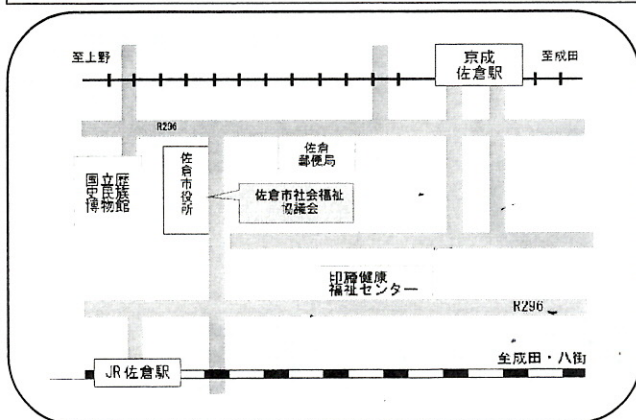 至上野
京成
佐倉駅
至成田
R296
佐倉
郵便局
佐倉市役所
国立歴
史民族
博物館
佐倉市社会福祉
協議会
印旛健康
福祉センター
R296
至成田・八街
JR佐倉駅